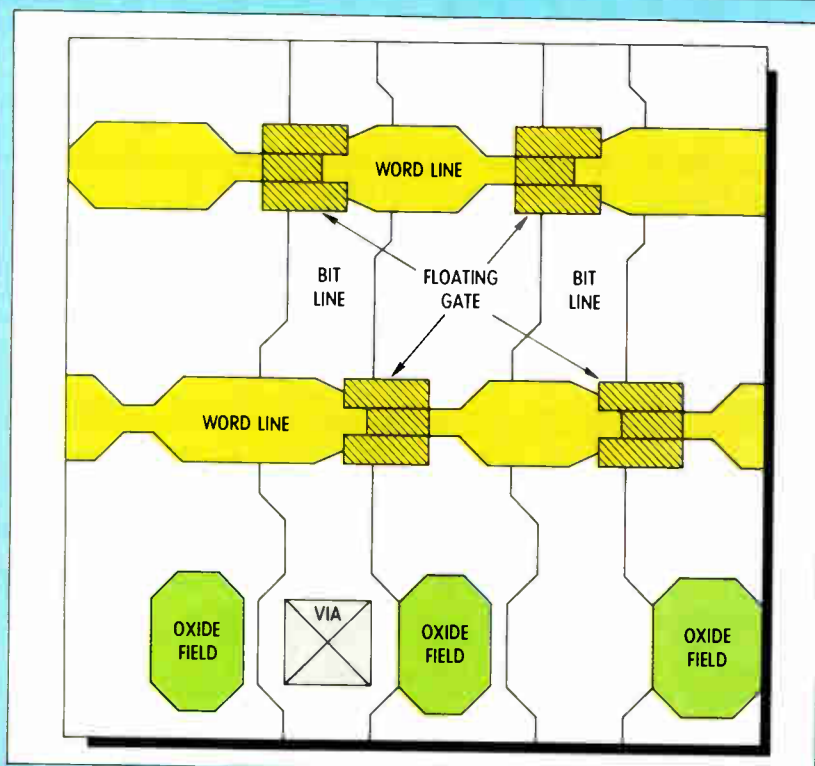 WORD LINE
BIT
LINE
FLOATING
GATE
BIT
LINE
WORD LINE
OXIDE
FIELD
VIA
OXIDE
FIELD
OXIDE
FIELD